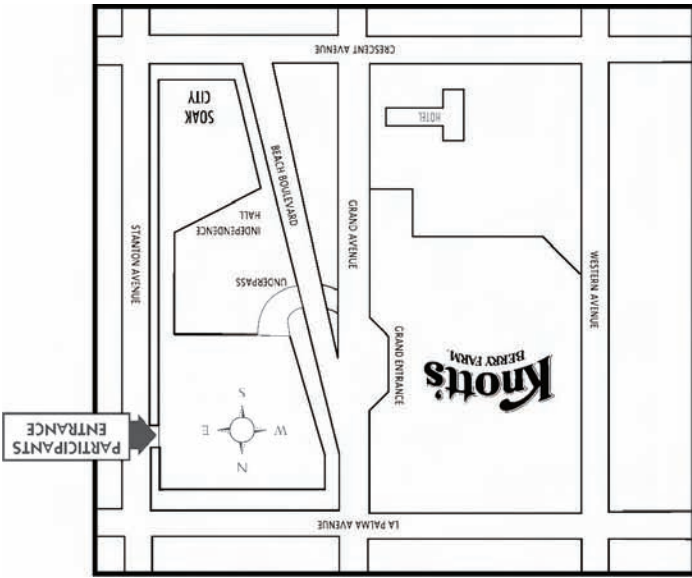 LA PALMA AVENUE
PARTICIPANTS
ENTRANCE
N
W
E
S
Knott's
BERRY FARM.
GRAND ENTRANCE
WESTERN AVENUE
UNDERPASS
STANTON AVENUE
GRAND AVENUE
BEACH BOULEVARD
INDEPENDENCE
HALL
HOTEL
SOAK
CITY
CRESCENT AVENUE